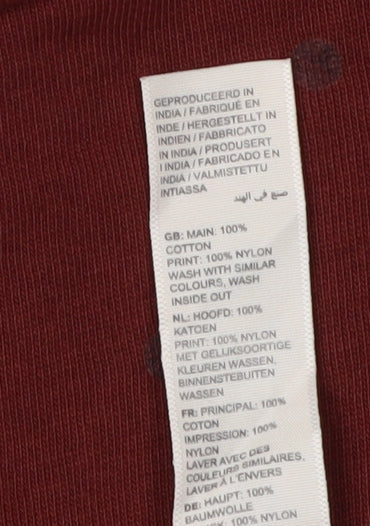 GEPRODUCEERD IN
INDIA / FABRIQUÉ EN
INDE / HERGESTELLT IN
INDIEN / FABBRICATO
IN INDIA / PRODUSERT
I INDIA / FABRICADO EN
INDIA / VALMISTETTU
INTIASSA
صنع في الهند
GB: MAIN: 100%
COTTON
PRINT: 100% NYLON
WASH WITH SIMILAR
COLOURS, WASH
INSIDE OUT
NL: HOOFD: 100%
KATOEN
PRINT: 100% NYLON
MET GELIJKSOORTIGE
KLEUREN WASSEN,
BINNENSTEBUITEN
WASSEN
FR: PRINCIPAL: 100%
COTON
IMPRESSION: 100%
NYLON
LAVER AVEC DES
COULEURS SIMILAIRES,
LAVER À L'ENVERS
DE: HAUPT: 100%
BAUMWOLLE
100% NYLON